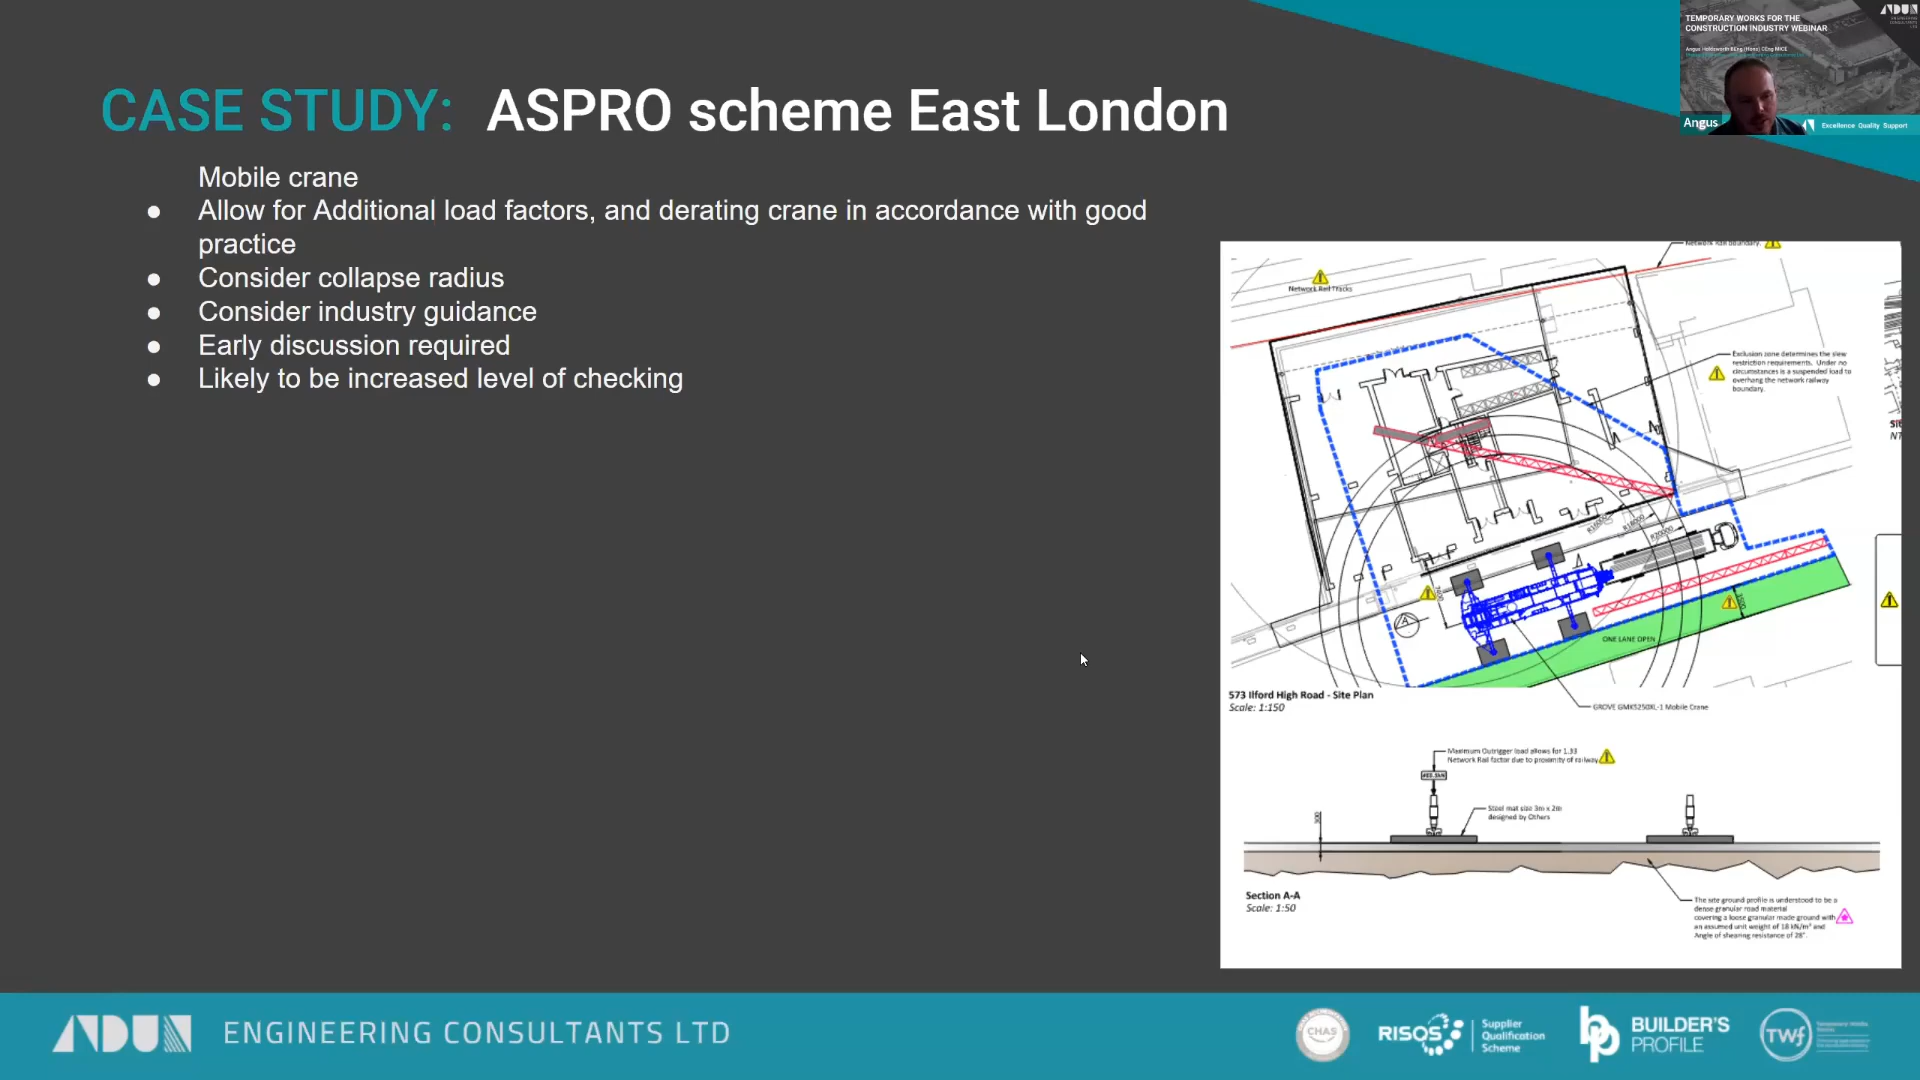 TEMPORARY WORKS FOR THE
CONSTRUCTION INDUSTRY WEBINAR
Angus Holdsworth BEng (Hons) CEng MICE
ADUN
Angus
Excellence Quality Support
CASE STUDY: ASPRO scheme East London
Mobile crane
● Allow for Additional load factors, and derating crane in accordance with good
practice
● Consider collapse radius
● Consider industry guidance
● Early discussion required
● Likely to be increased level of checking
Network Rail boundary.
Network Rail Tracks
Exclusion zone determines the slew
restriction requirements. Under no
circumstances is a suspended load to
overhang the network railway
boundary.
R16000
R18000
R20000
A
ONE LANE OPEN
573 Ilford High Road - Site Plan
Scale: 1:150
GROVE GMK5250XL-1 Mobile Crane
Maximum Outrigger load allows for 1.33
Network Rail factor due to proximity of railway
Steel mat size 3m x 2m
designed by Others
Section A-A
Scale: 1:50
The site ground profile is understood to be a
dense granular road material
covering a loose granular made ground with
an assumed unit weight of 18 kN/m³ and
Angle of shearing resistance of 28°.
ADUN ENGINEERING CONSULTANTS LTD
CHAS
RISQS Supplier
Qualification
Scheme
BUILDER'S
PROFILE
TWf